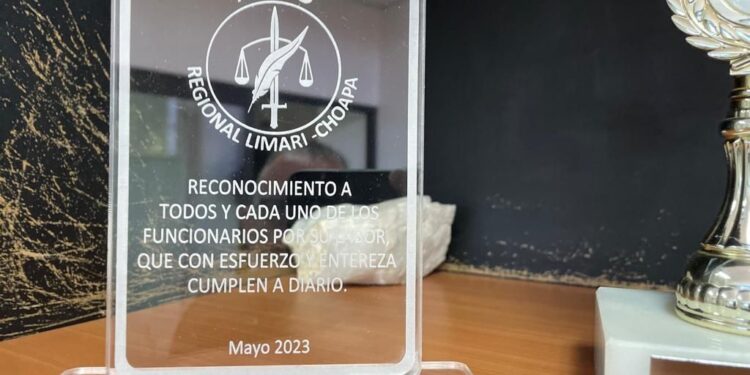 REGIONAL LIMARI - CHOAPA
RECONOCIMIENTO A
TODOS Y CADA UNO DE LOS
FUNCIONARIOS POR SU LABOR,
QUE CON ESFUERZO Y ENTEREZA
CUMPLEN A DIARIO.
Mayo 2023